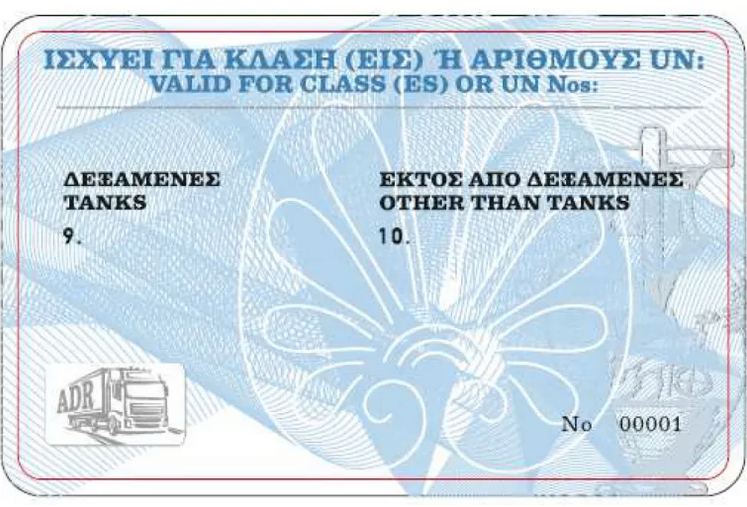 ΙΣΧΥΕΙ ΓΙΑ ΚΛΑΣΗ (ΕΙΣ) Ή ΑΡΙΘΜΟΥΣ UN:
VALID FOR CLASS (ES) OR UN Nos:
ΔΕΞΑΜΕΝΕΣ
TANKS
9.
ΕΚΤΟΣ ΑΠΟ ΔΕΞΑΜΕΝΕΣ
OTHER THAN TANKS
10.
ADR
No 00001